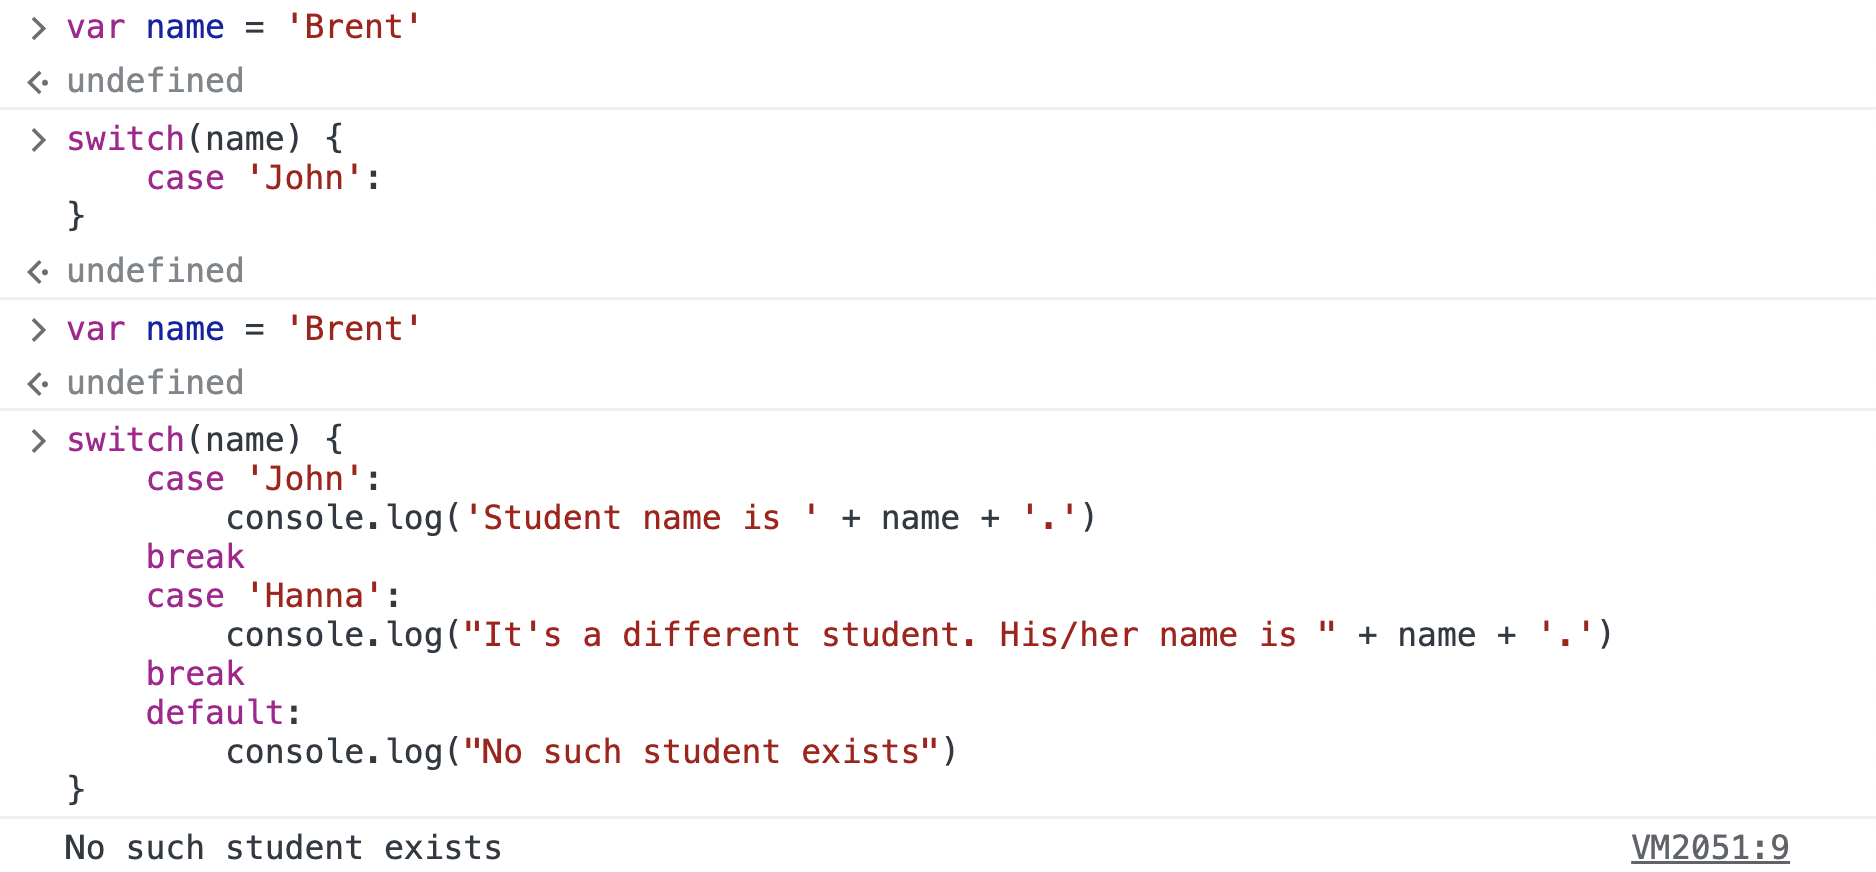 > var name = 'Brent'
<· undefined
> switch(name) {
    case 'John':
}
<· undefined
> var name = 'Brent'
<· undefined
> switch(name) {
    case 'John':
        console.log('Student name is ' + name + '.')
    break
    case 'Hanna':
        console.log("It's a different student. His/her name is " + name + '.')
    break
    default:
        console.log("No such student exists")
}
No such student exists VM2051:9